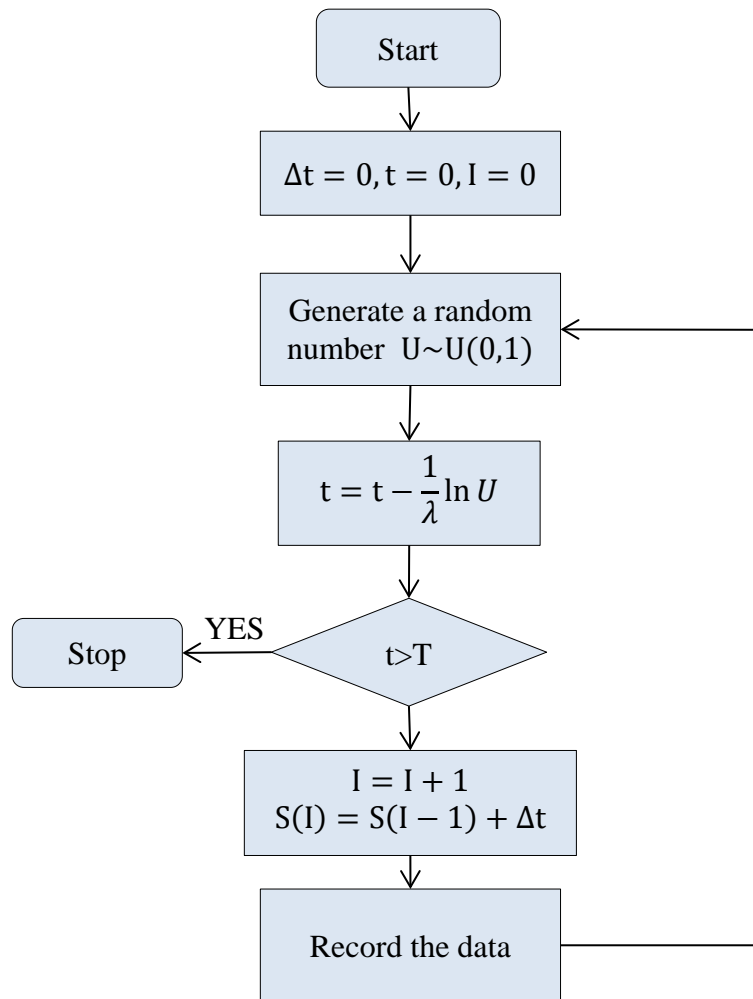 Start
Δt = 0, t = 0, I = 0
Generate a random
number U~U(0,1)
t = t − 1/λ ln U
YES
Stop
t>T
I = I + 1
S(I) = S(I − 1) + Δt
Record the data